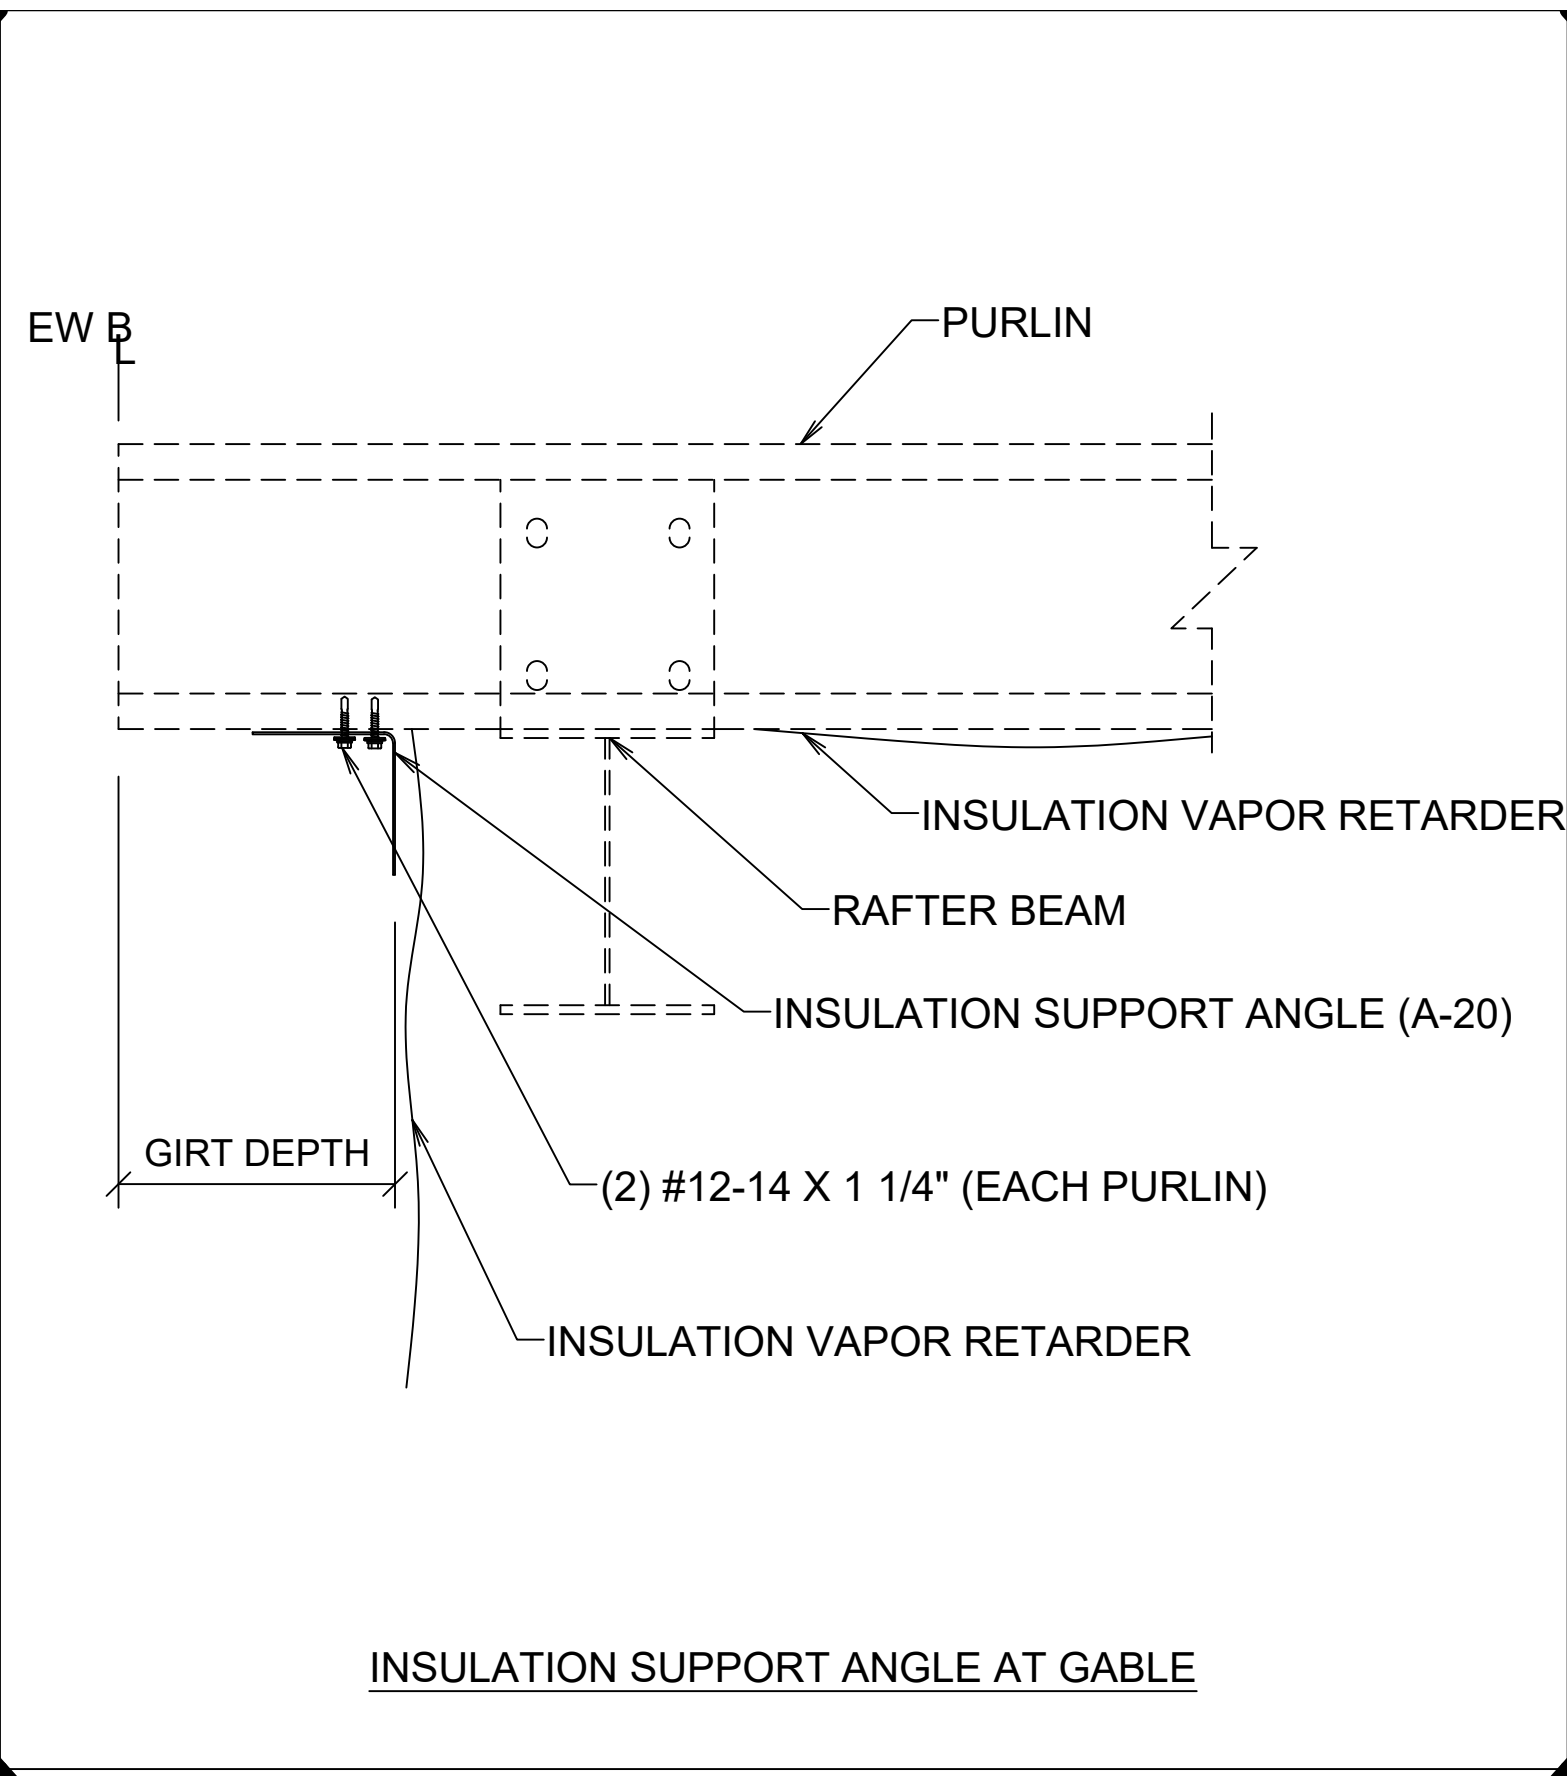 EW BL
PURLIN
INSULATION VAPOR RETARDER
RAFTER BEAM
INSULATION SUPPORT ANGLE (A-20)
GIRT DEPTH
(2) #12-14 X 1 1/4" (EACH PURLIN)
INSULATION VAPOR RETARDER
INSULATION SUPPORT ANGLE AT GABLE